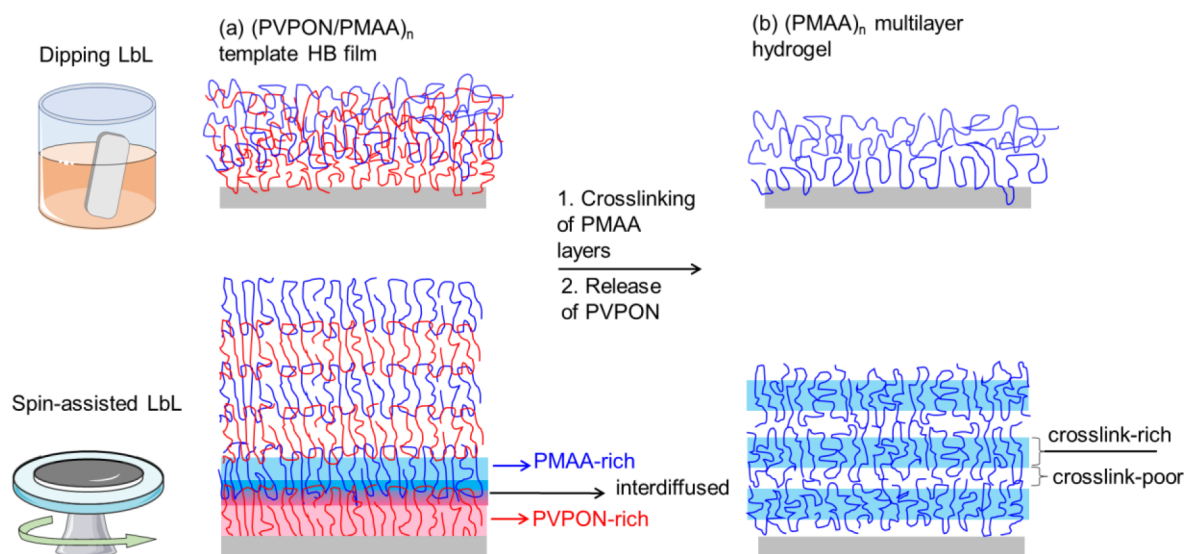 Dipping LbL
(a) (PVPON/PMAA)n
template HB film
(b) (PMAA)n multilayer
hydrogel
1. Crosslinking
of PMAA
layers
2. Release
of PVPON
Spin-assisted LbL
PMAA-rich
interdiffused
PVPON-rich
crosslink-rich
crosslink-poor